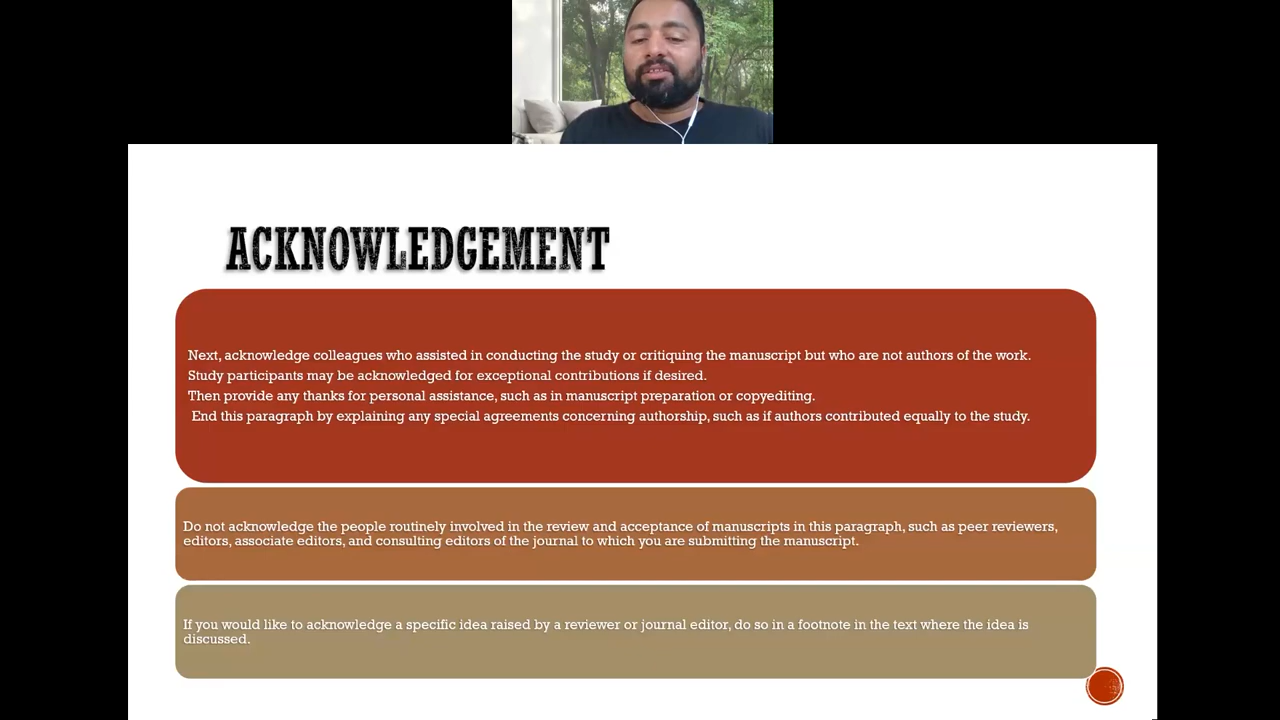 ACKNOWLEDGEMENT
Next, acknowledge colleagues who assisted in conducting the study or critiquing the manuscript but who are not authors of the work.
Study participants may be acknowledged for exceptional contributions if desired.
Then provide any thanks for personal assistance, such as in manuscript preparation or copyediting.
End this paragraph by explaining any special agreements concerning authorship, such as if authors contributed equally to the study.
Do not acknowledge the people routinely involved in the review and acceptance of manuscripts in this paragraph, such as peer reviewers,
editors, associate editors, and consulting editors of the journal to which you are submitting the manuscript.
If you would like to acknowledge a specific idea raised by a reviewer or journal editor, do so in a footnote in the text where the idea is
discussed.